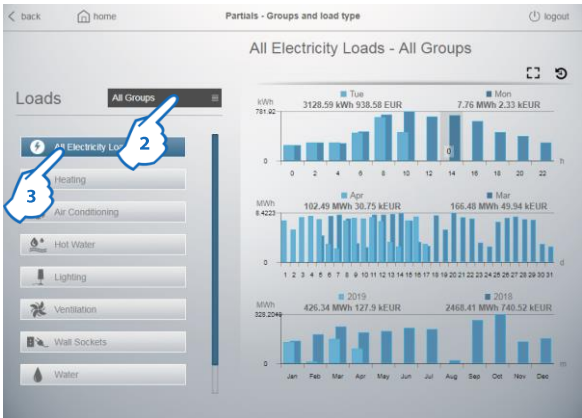 back home Partials - Groups and load type logout
All Electricity Loads - All Groups
Loads
All Groups
2
All Electricity Loa
3
Heating
Air Conditioning
Hot Water
Lighting
Ventilation
Wall Sockets
Water
kWh
781.92
0
Tue
3128.59 kWh 938.58 EUR
Mon
7.76 MWh 2.33 kEUR
0
0 2 4 6 8 10 12 14 16 18 20 22 h
MWh
8.4223
0
Apr
102.49 MWh 30.75 kEUR
Mar
166.48 MWh 49.94 kEUR
1 2 3 4 5 6 7 8 9 10 11 12 13 14 15 16 17 18 19 20 21 22 23 24 25 26 27 28 29 30 31 d
MWh
328.2048
0
2019
426.34 MWh 127.9 kEUR
2018
2468.41 MWh 740.52 kEUR
Jan Feb Mar Apr May Jun Jul Aug Sep Oct Nov Dec m